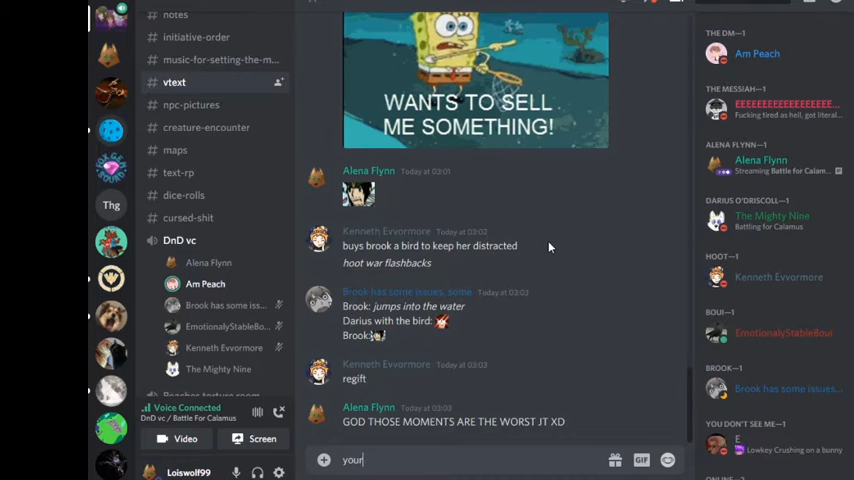 notes
initiative-order
music-for-setting-the-m...
vtext
npc-pictures
creature-encounter
maps
text-rp
dice-rolls
cursed-shit
DnD vc
Alena Flynn
Am Peach
Brook has some iss...
EmotionalyStableBo...
Kenneth Evvormore
The Mighty Nine
Thg
Voice Connected
DnD vc / Battle For Calamus
Video
Screen
Loiswolf99
WANTS TO SELL
ME SOMETHING!
Alena Flynn Today at 03:01
Kenneth Evvormore Today at 03:02
buys brook a bird to keep her distracted
hoot war flashbacks
Brook has some issues, some Today at 03:03
Brook: jumps into the water
Darius with the bird:
Brook:
Kenneth Evvormore Today at 03:03
regift
Alena Flynn Today at 03:03
GOD THOSE MOMENTS ARE THE WORST JT XD
your
GIF
THE DM—1
Am Peach
THE MESSIAH—1
Fucking tired as hell, got literal...
ALENA FLYNN—1
Alena Flynn
Streaming Battle for Calam...
DARIUS O'DRISCOLL—1
The Mighty Nine
Battling for Calamus
HOOT—1
Kenneth Evvormore
BOUI—1
EmotionalyStableBoui
BROOK—1
Brook has some issues...
YOU DON'T SEE ME—1
E
Lowkey Crushing on a bunny